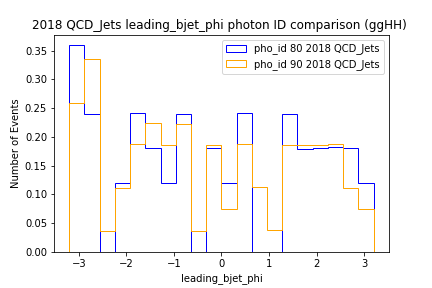 2018 QCD_Jets leading_bjet_phi photon ID comparison (ggHH)
pho_id 80 2018 QCD_Jets
pho_id 90 2018 QCD_Jets
Number of Events
0.35
0.30
0.25
0.20
0.15
0.10
0.05
0.00
−3 −2 −1 0 1 2 3
leading_bjet_phi